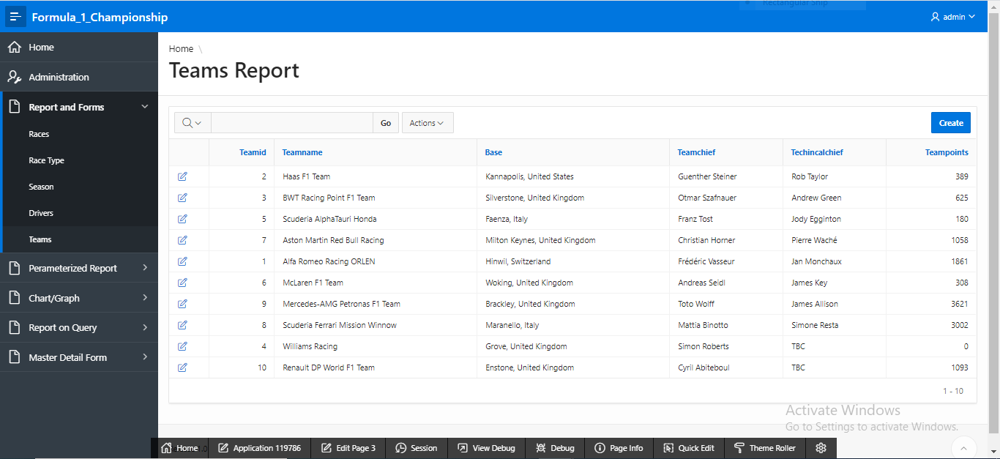 Rectangular Snip
Formula_1_Championship
admin
Home
Administration
Report and Forms
Races
Race Type
Season
Drivers
Teams
Perameterized Report
Chart/Graph
Report on Query
Master Detail Form
Home \
Teams Report
Go Actions Create
Teamid Teamname Base Teamchief Techincalchief Teampoints
2 Haas F1 Team Kannapolis, United States Guenther Steiner Rob Taylor 389
3 BWT Racing Point F1 Team Silverstone, United Kingdom Otmar Szafnauer Andrew Green 625
5 Scuderia AlphaTauri Honda Faenza, Italy Franz Tost Jody Egginton 180
7 Aston Martin Red Bull Racing Milton Keynes, United Kingdom Christian Horner Pierre Waché 1058
1 Alfa Romeo Racing ORLEN Hinwil, Switzerland Frédéric Vasseur Jan Monchaux 1861
6 McLaren F1 Team Woking, United Kingdom Andreas Seidl James Key 308
9 Mercedes-AMG Petronas F1 Team Brackley, United Kingdom Toto Wolff James Allison 3621
8 Scuderia Ferrari Mission Winnow Maranello, Italy Mattia Binotto Simone Resta 3002
4 Williams Racing Grove, United Kingdom Simon Roberts TBC 0
10 Renault DP World F1 Team Enstone, United Kingdom Cyril Abiteboul TBC 1093
1 - 10
Activate Windows
Go to Settings to activate Windows.
Home Application 119786 Edit Page 3 Session View Debug Debug Page Info Quick Edit Theme Roller